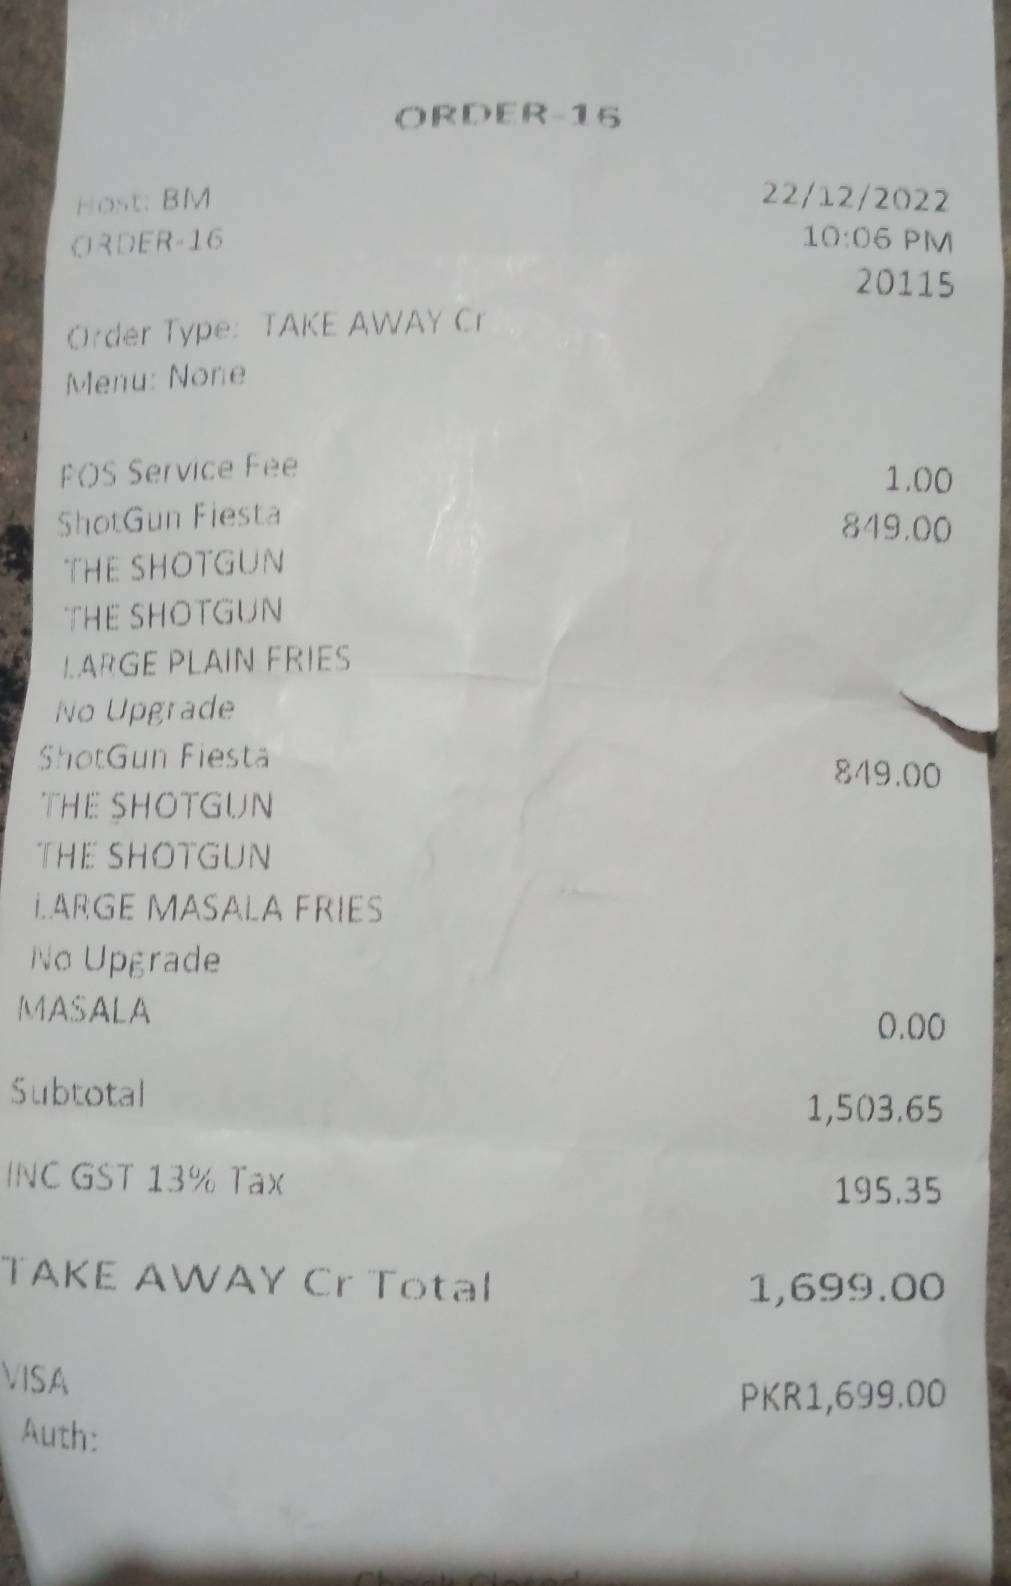 ORDER-16
Host: BM 22/12/2022
ORDER-16 10:06 PM
20115
Order Type: TAKE AWAY Cr
Menu: None
POS Service Fee 1.00
ShotGun Fiesta 849.00
THE SHOTGUN
THE SHOTGUN
LARGE PLAIN FRIES
No Upgrade
ShotGun Fiesta 849.00
THE SHOTGUN
THE SHOTGUN
LARGE MASALA FRIES
No Upgrade
MASALA 0.00
Subtotal 1,503.65
INC GST 13% Tax 195.35
TAKE AWAY Cr Total 1,699.00
VISA PKR1,699.00
Auth: